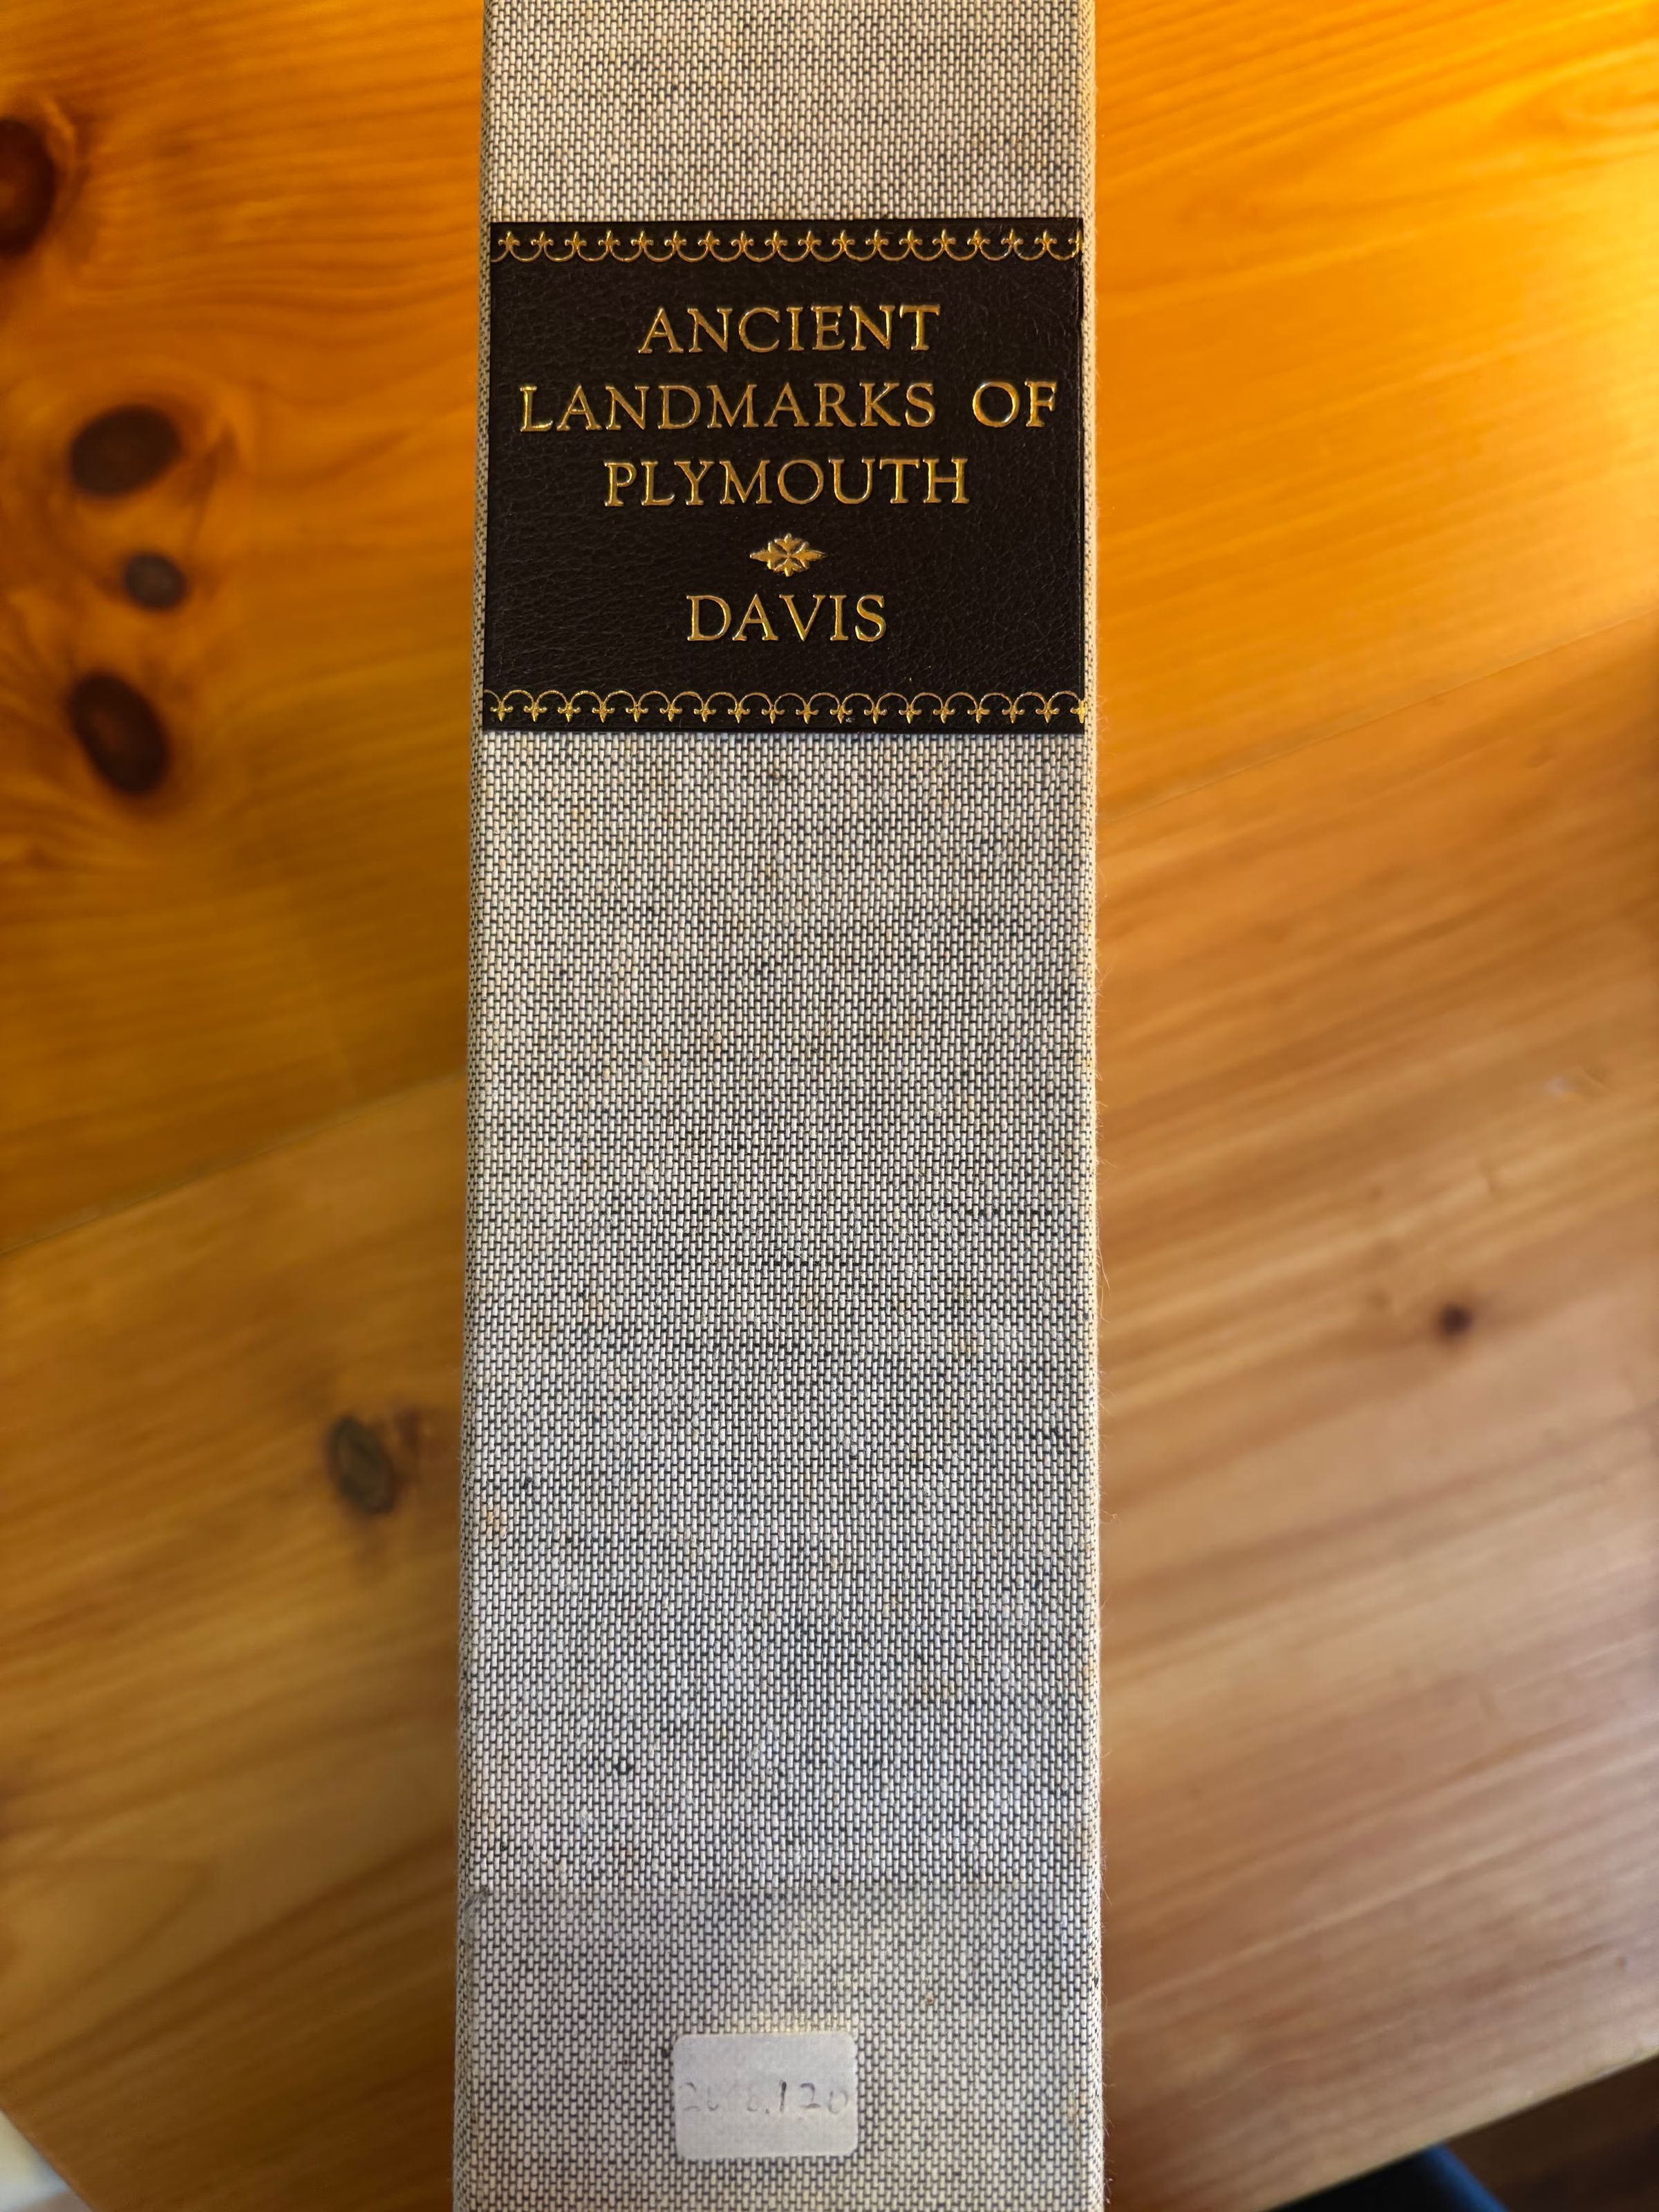 ANCIENT
LANDMARKS OF
PLYMOUTH
DAVIS